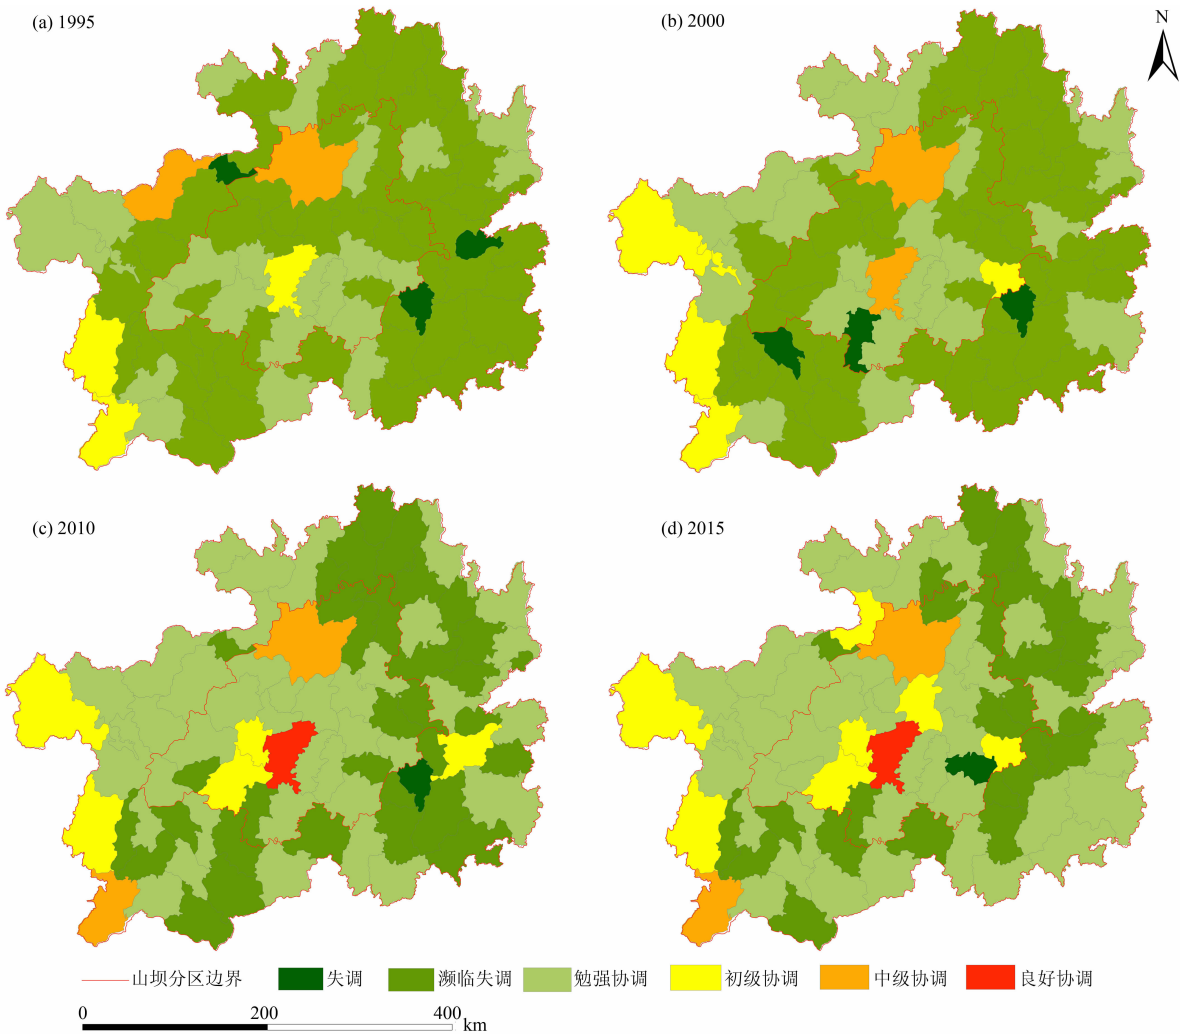 (a) 1995
(b) 2000
N
(c) 2010
(d) 2015
山坝分区边界
失调
濒临失调
勉强协调
初级协调
中级协调
良好协调
0
200
400
km